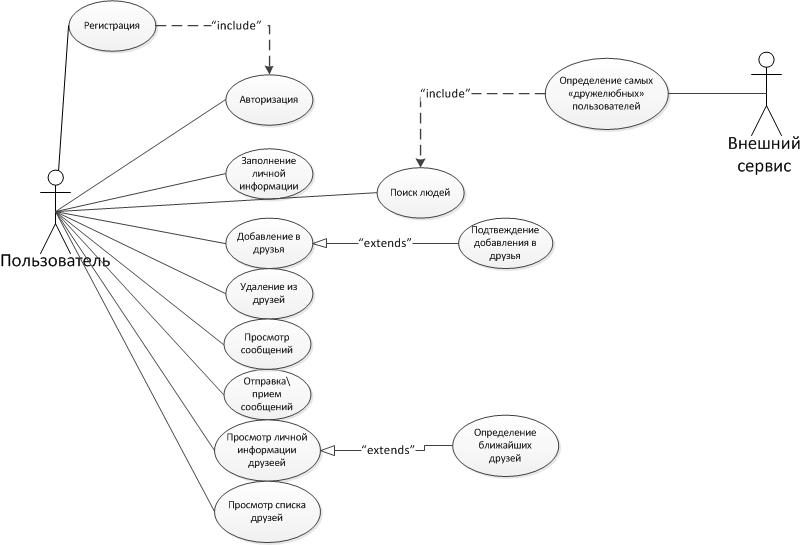 Регистрация
“include”
Авторизация
“include”
Определение самых
«дружелюбных»
пользователей
Внешний
сервис
Заполнение
личной
информации
Поиск людей
Пользователь
Добавление в
друзья
“extends”
Подтвеждение
добавления в
друзья
Удаление из
друзей
Просмотр
сообщений
Отправка\
прием
сообщений
Просмотр личной
информации
друзеей
“extends”
Определение
ближайших
друзей
Просмотр списка
друзей